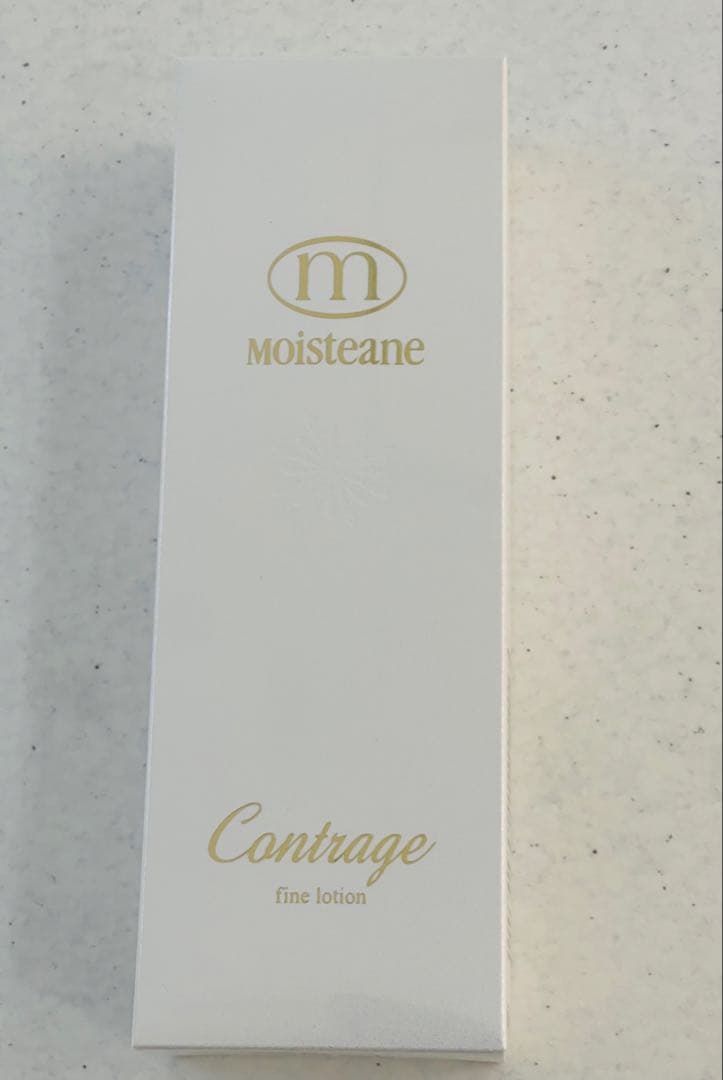 m
Moisteane
Contrage
fine lotion